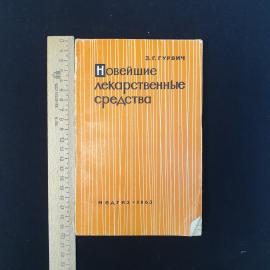 З. Г. ГУРВИЧ
Новейшие
лекарственные
средства
МЕДГИЗ · 1963